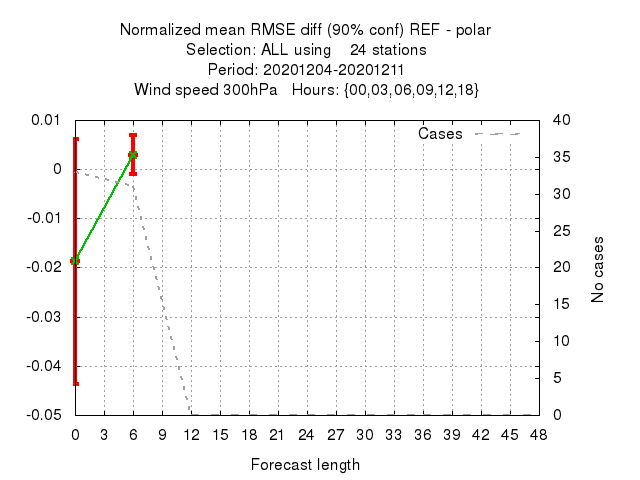 Normalized mean RMSE diff (90% conf) REF - polar
Selection: ALL using    24 stations
Period: 20201204-20201211
Wind speed 300hPa   Hours: {00,03,06,09,12,18}
Cases
0.01
0
-0.01
-0.02
-0.03
-0.04
-0.05
40
35
30
25
20
15
10
5
0
No cases
0 3 6 9 12 15 18 21 24 27 30 33 36 39 42 45 48
Forecast length